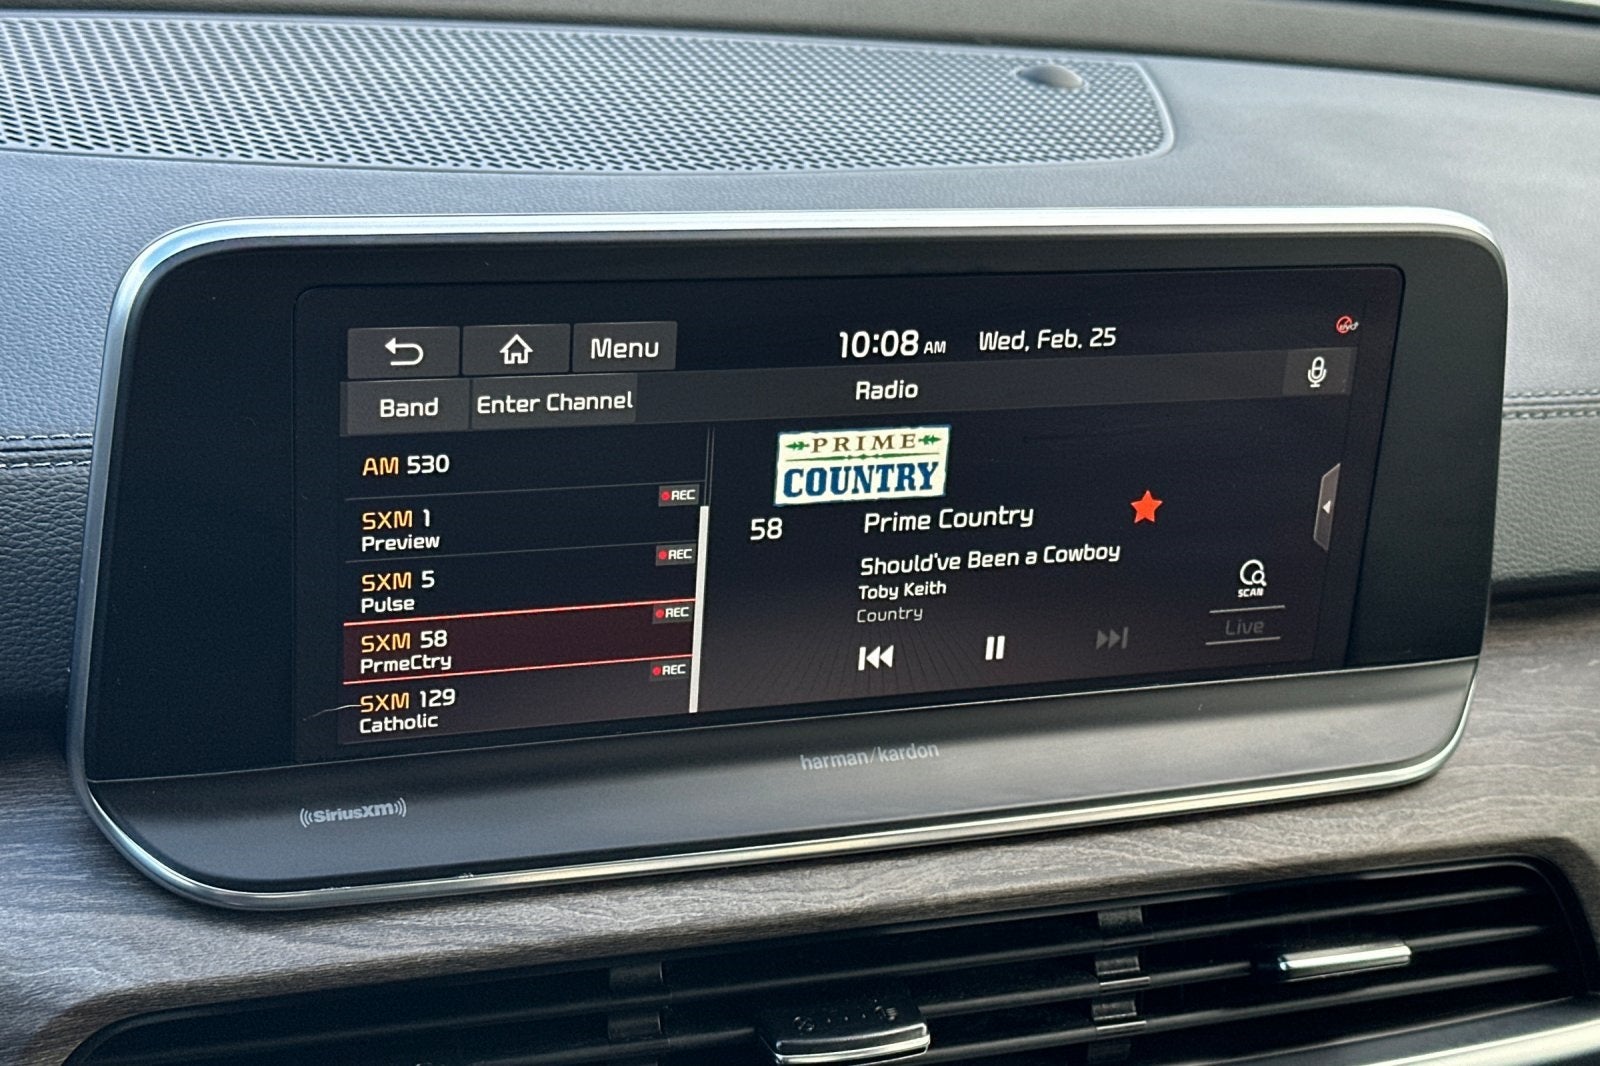 Menu
10:08 AM
Wed, Feb. 25
Band
Enter Channel
Radio
AM 530
REC
SXM 1
Preview
REC
SXM 5
Pulse
REC
SXM 58
PrmeCtry
REC
SXM 129
Catholic
PRIME
COUNTRY
58
Prime Country
Should've Been a Cowboy
Toby Keith
Country
SCAN
Live
harman/kardon
((SiriusXM))